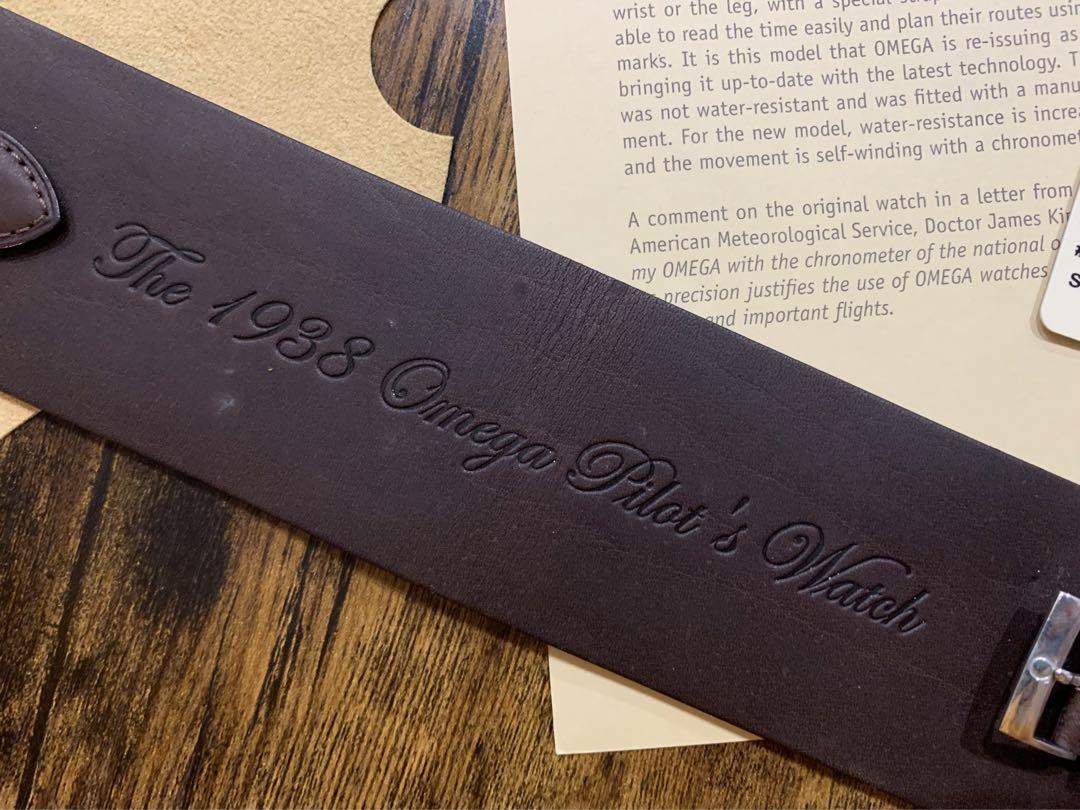 wrist or the leg, with a special
able to read the time easily and plan their routes
marks. It is this model that OMEGA is re-issuing as
bringing it up-to-date with the latest technology.
was not water-resistant and was fitted with a
ment. For the new model, water-resistance is
and the movement is self-winding with a
A comment on the original watch in a letter from
American Meteorological Service, Doctor James
my OMEGA with the chronometer of the national
precision justifies the use of OMEGA watches
and important flights.
The 1938 Omega Pilot's Watch